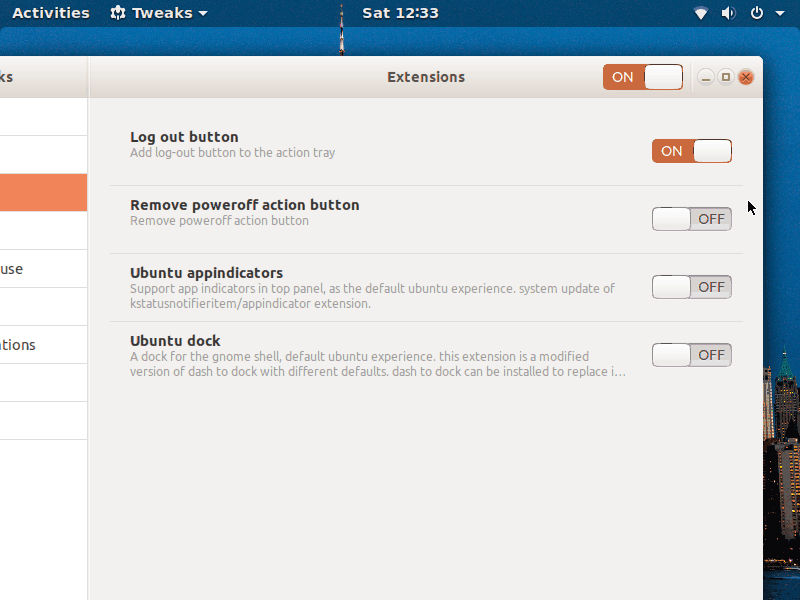 Activities Tweaks Sat 12:33
ks Extensions ON
Log out button
Add log-out button to the action tray
ON
Remove poweroff action button
Remove poweroff action button
OFF
use
Ubuntu appindicators
Support app indicators in top panel, as the default ubuntu experience. system update of
kstatusnotifieritem/appindicator extension.
OFF
tions
Ubuntu dock
A dock for the gnome shell, default ubuntu experience. this extension is a modified
version of dash to dock with different defaults. dash to dock can be installed to replace i…
OFF